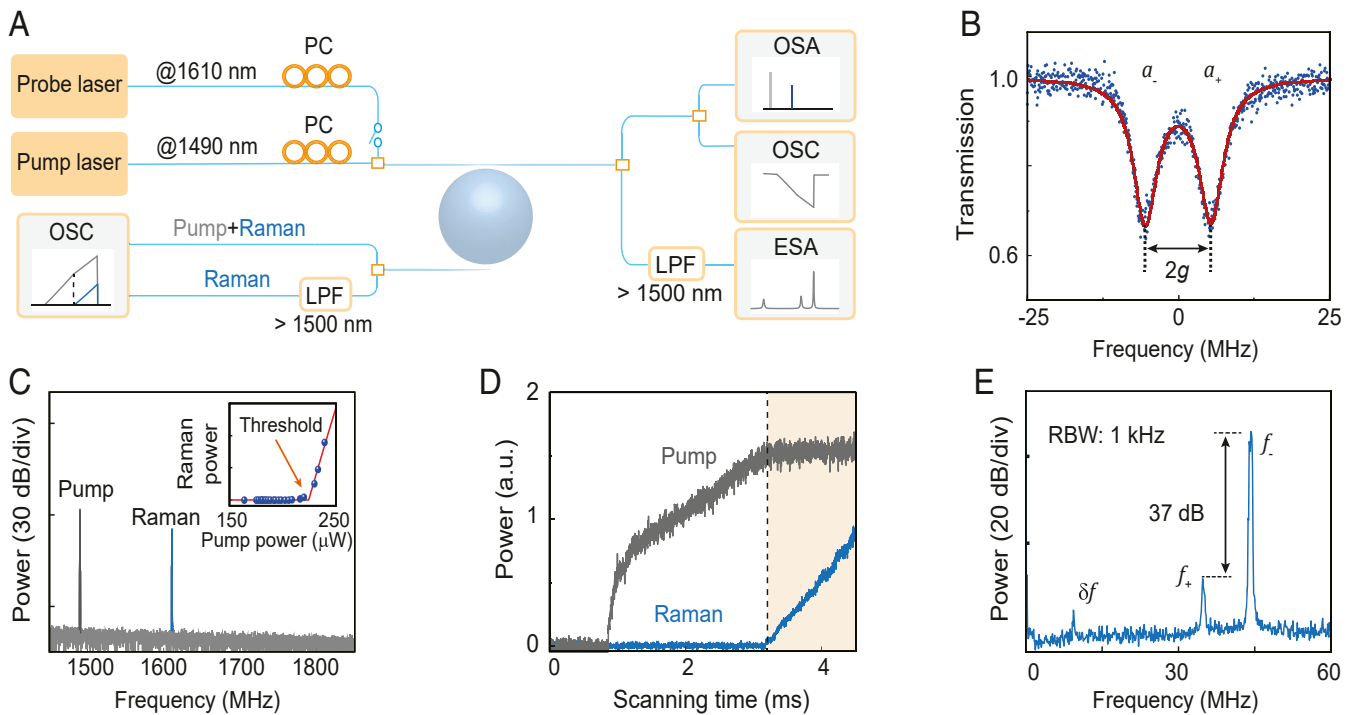 A
Probe laser
@1610 nm
PC
Pump laser
@1490 nm
PC
OSC
Pump+Raman
Raman
LPF
> 1500 nm
OSA
OSC
ESA
LPF
> 1500 nm
B
a-
a+
1.0
0.6
Transmission
2g
-25
0
25
Frequency (MHz)
C
Power (30 dB/div)
Pump
Raman
Raman
power
Threshold
150
250
Pump power (μW)
1500
1600
1700
1800
Frequency (MHz)
D
2
1
0
Power (a.u.)
Pump
Raman
0
2
4
Scanning time (ms)
E
Power (20 dB/div)
RBW: 1 kHz
f-
37 dB
f+
δf
0
30
60
Frequency (MHz)